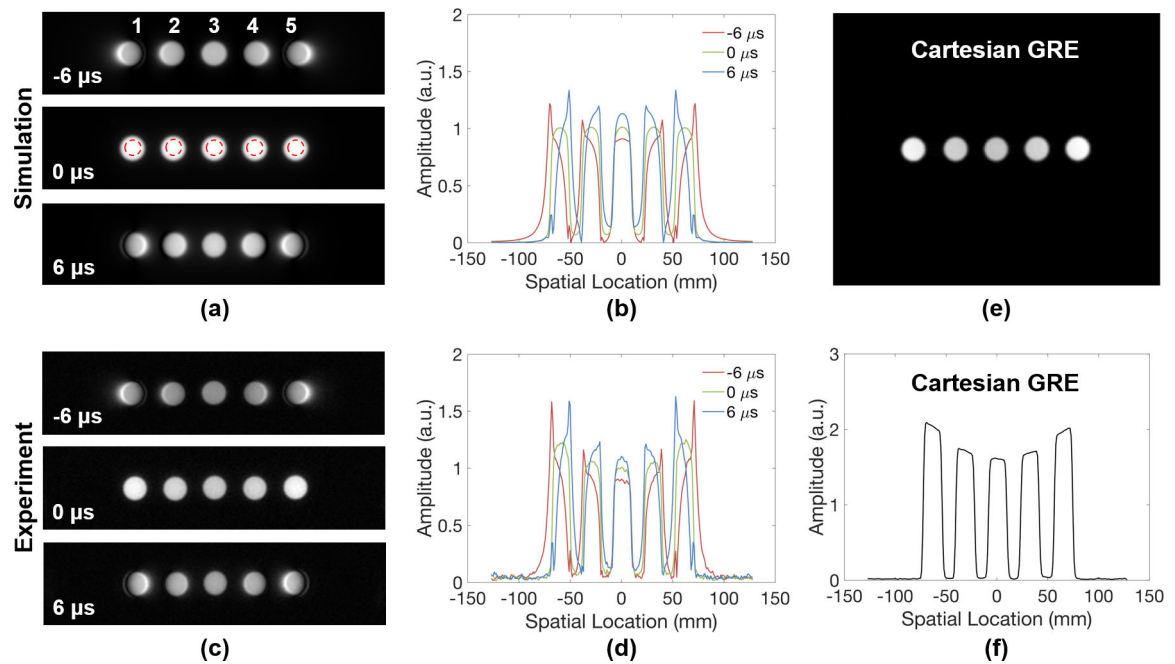 1 2 3 4 5
-6 μs
0 μs
6 μs
Simulation
(a)
2
1.5
1
0.5
0
-150 -100 -50 0 50 100 150
Amplitude (a.u.)
Spatial Location (mm)
-6 μs
0 μs
6 μs
(b)
Cartesian GRE
(e)
-6 μs
0 μs
6 μs
Experiment
(c)
2
1.5
1
0.5
0
-150 -100 -50 0 50 100 150
Amplitude (a.u.)
Spatial Location (mm)
-6 μs
0 μs
6 μs
(d)
3
2
1
0
-150 -100 -50 0 50 100 150
Amplitude (a.u.)
Spatial Location (mm)
Cartesian GRE
(f)